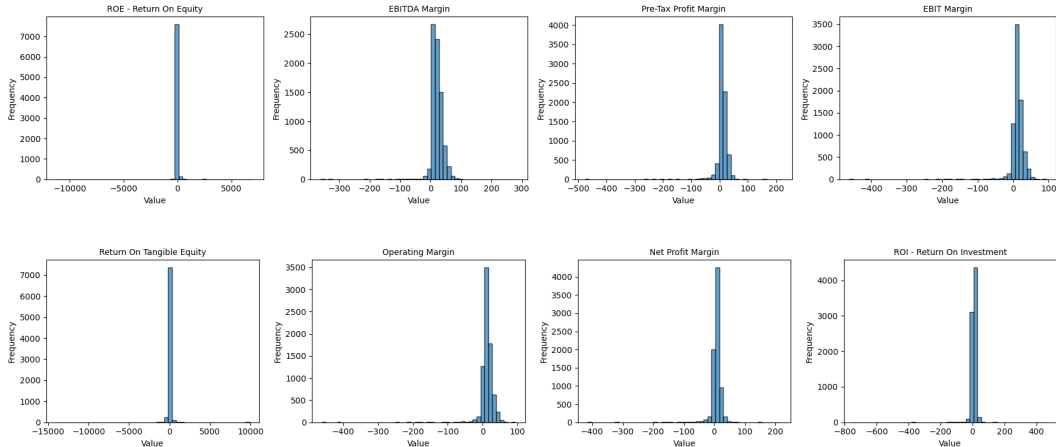 ROE - Return On Equity
Frequency
7000
6000
5000
4000
3000
2000
1000
0
−10000 −5000 0 5000
Value
EBITDA Margin
Frequency
2500
2000
1500
1000
500
0
−300 −200 −100 0 100 200 300
Value
Pre-Tax Profit Margin
Frequency
4000
3500
3000
2500
2000
1500
1000
500
0
−500 −400 −300 −200 −100 0 100 200
Value
EBIT Margin
Frequency
3500
3000
2500
2000
1500
1000
500
0
−400 −300 −200 −100 0 100
Value
Return On Tangible Equity
Frequency
7000
6000
5000
4000
3000
2000
1000
0
−15000 −10000 −5000 0 5000 10000
Value
Operating Margin
Frequency
3500
3000
2500
2000
1500
1000
500
0
−400 −300 −200 −100 0 100
Value
Net Profit Margin
Frequency
4000
3500
3000
2500
2000
1500
1000
500
0
−400 −300 −200 −100 0 100 200
Value
ROI - Return On Investment
Frequency
4000
3000
2000
1000
0
−800 −600 −400 −200 0 200 400
Value